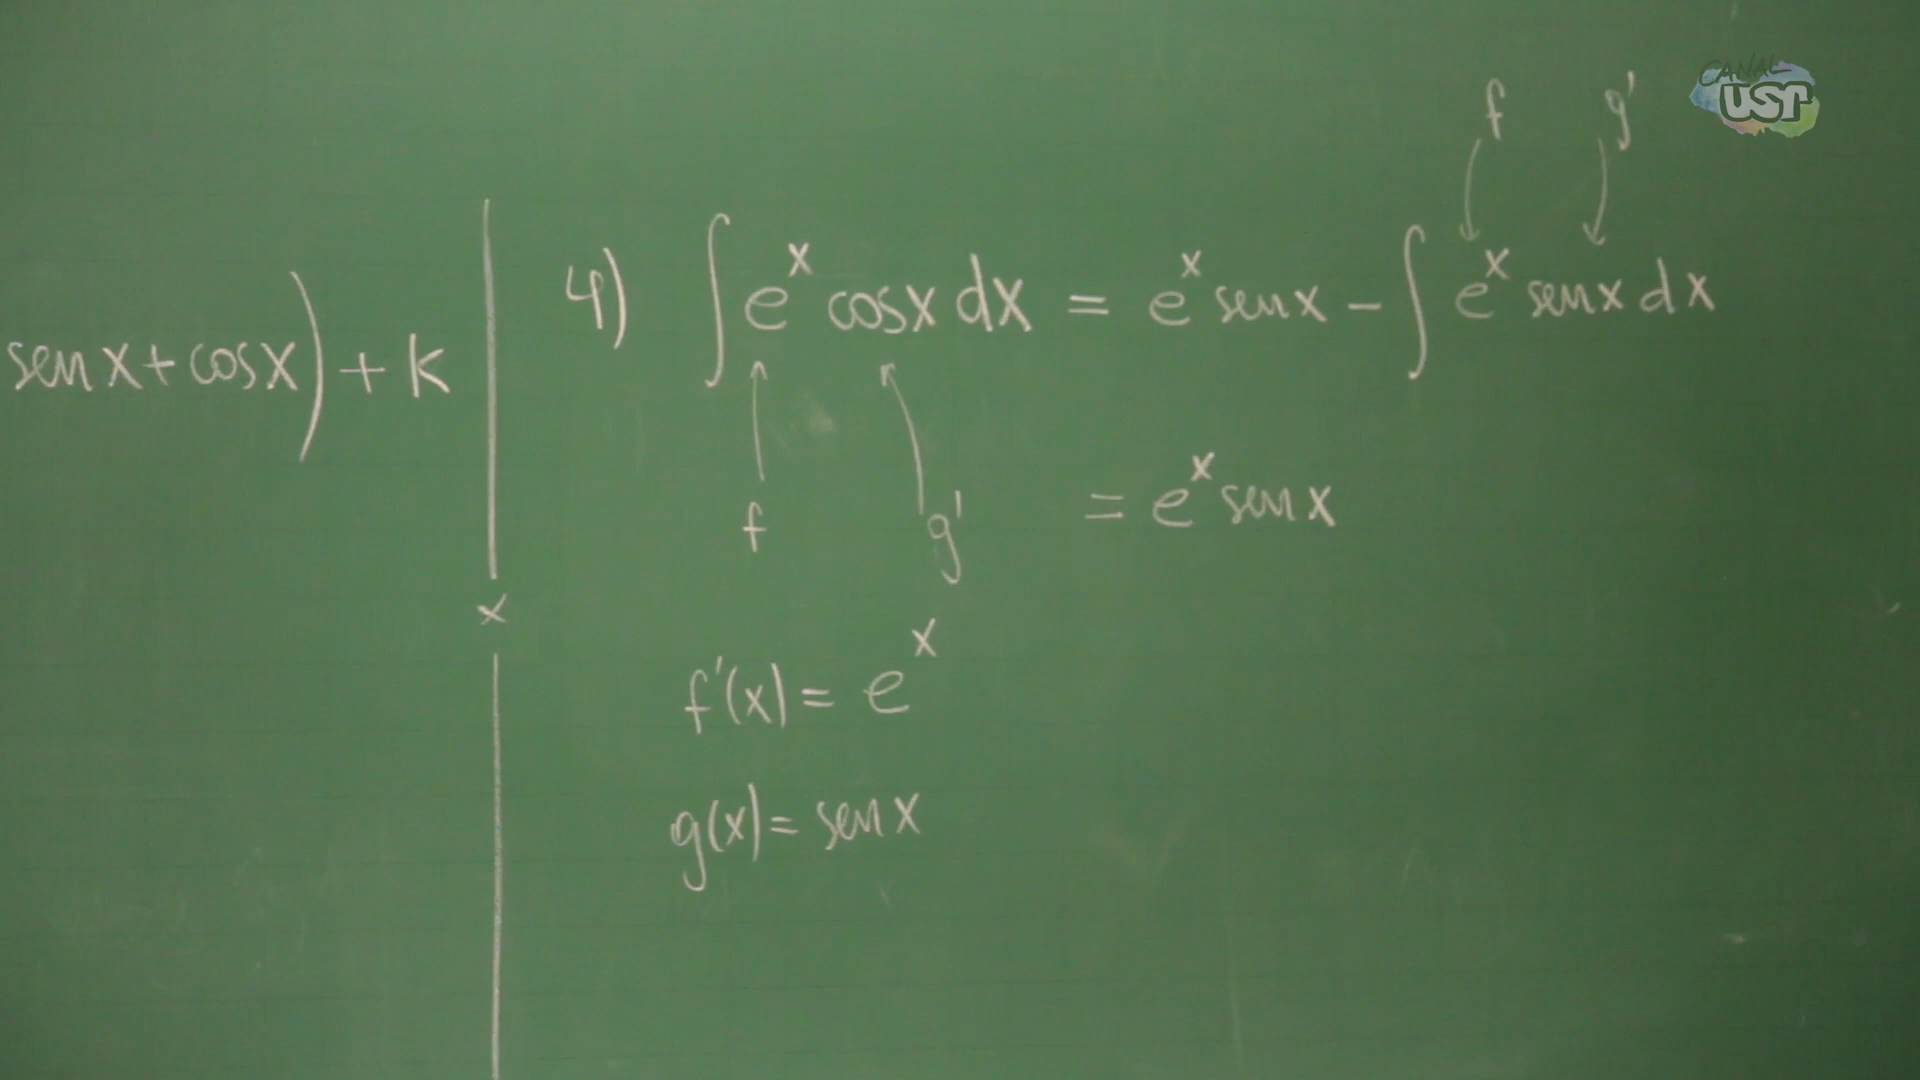 CANAL USP
f g'
sen x + cos x) + k
4) ∫ e^x cos x dx = e^x sen x − ∫ e^x sen x dx
f g'
= e^x sen x
x
f'(x) = e^x
g(x) = sen x